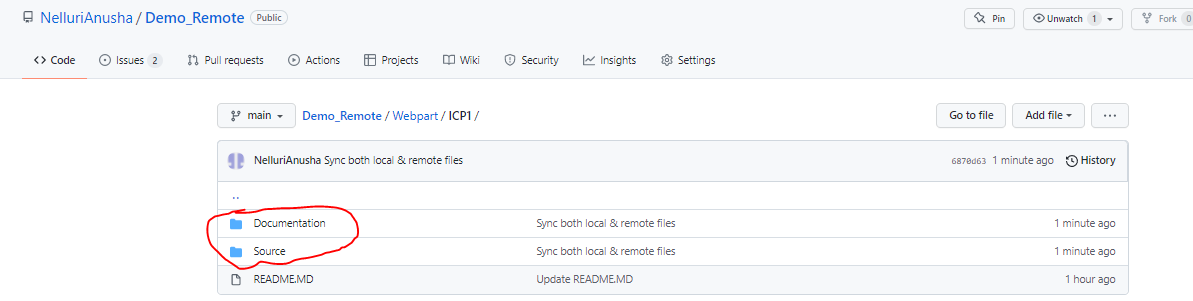 NelluriAnusha / Demo_Remote Public Pin Unwatch 1 Fork 0
Code Issues 2 Pull requests Actions Projects Wiki Security Insights Settings
main Demo_Remote / Webpart / ICP1 / Go to file Add file ...
NelluriAnusha Sync both local & remote files 6870d63 1 minute ago History
..
Documentation Sync both local & remote files 1 minute ago
Source Sync both local & remote files 1 minute ago
README.MD Update README.MD 1 hour ago